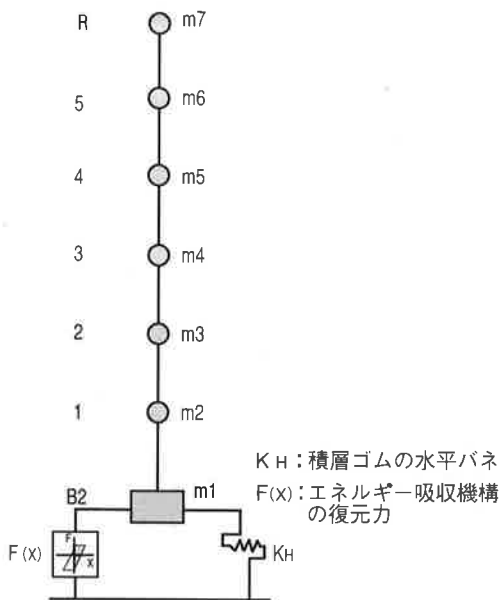 R m7
5 m6
4 m5
3 m4
2 m3
1 m2
B2 m1
KH:積層ゴムの水平バネ
F(X):エネルギー吸収機構
の復元力
F(X) F X KH